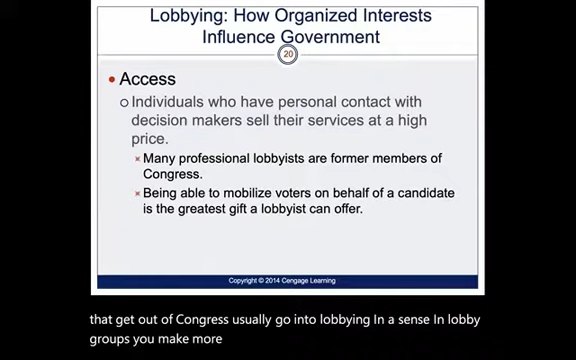 Lobbying: How Organized Interests
Influence Government
20
Access
Individuals who have personal contact with
decision makers sell their services at a high
price.
Many professional lobbyists are former members of
Congress.
Being able to mobilize voters on behalf of a candidate
is the greatest gift a lobbyist can offer.
Copyright © 2014 Cengage Learning
that get out of Congress usually go into lobbying In a sense In lobby
groups you make more